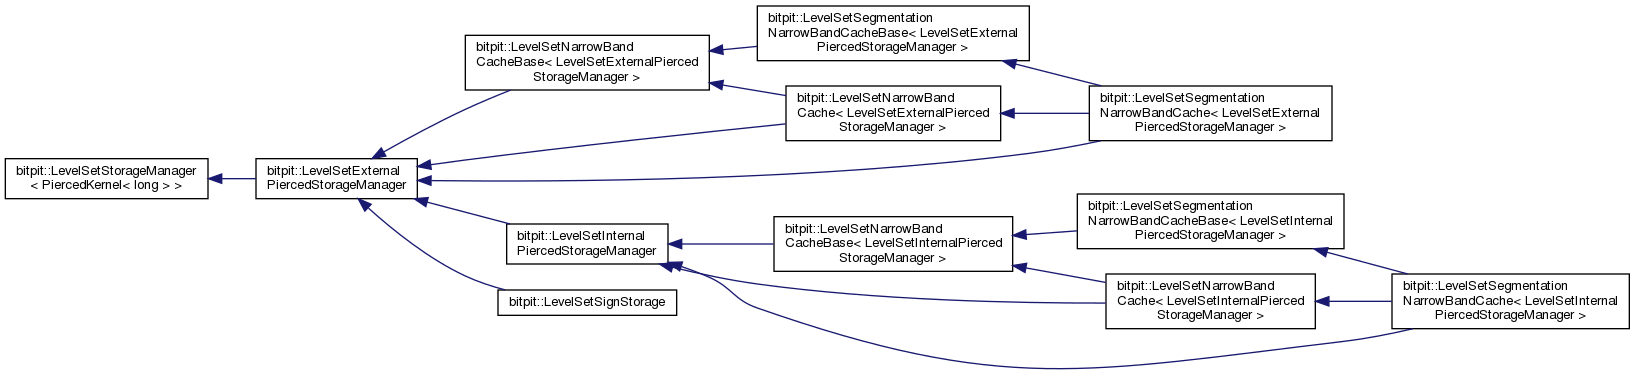 bitpit::LevelSetStorageManager
< PiercedKernel< long > >
bitpit::LevelSetExternal
PiercedStorageManager
bitpit::LevelSetNarrowBand
CacheBase< LevelSetExternalPierced
StorageManager >
bitpit::LevelSetSegmentation
NarrowBandCacheBase< LevelSetExternal
PiercedStorageManager >
bitpit::LevelSetNarrowBand
Cache< LevelSetExternalPierced
StorageManager >
bitpit::LevelSetSegmentation
NarrowBandCache< LevelSetExternal
PiercedStorageManager >
bitpit::LevelSetInternal
PiercedStorageManager
bitpit::LevelSetSignStorage
bitpit::LevelSetNarrowBand
CacheBase< LevelSetInternalPierced
StorageManager >
bitpit::LevelSetSegmentation
NarrowBandCacheBase< LevelSetInternal
PiercedStorageManager >
bitpit::LevelSetNarrowBand
Cache< LevelSetInternalPierced
StorageManager >
bitpit::LevelSetSegmentation
NarrowBandCache< LevelSetInternal
PiercedStorageManager >